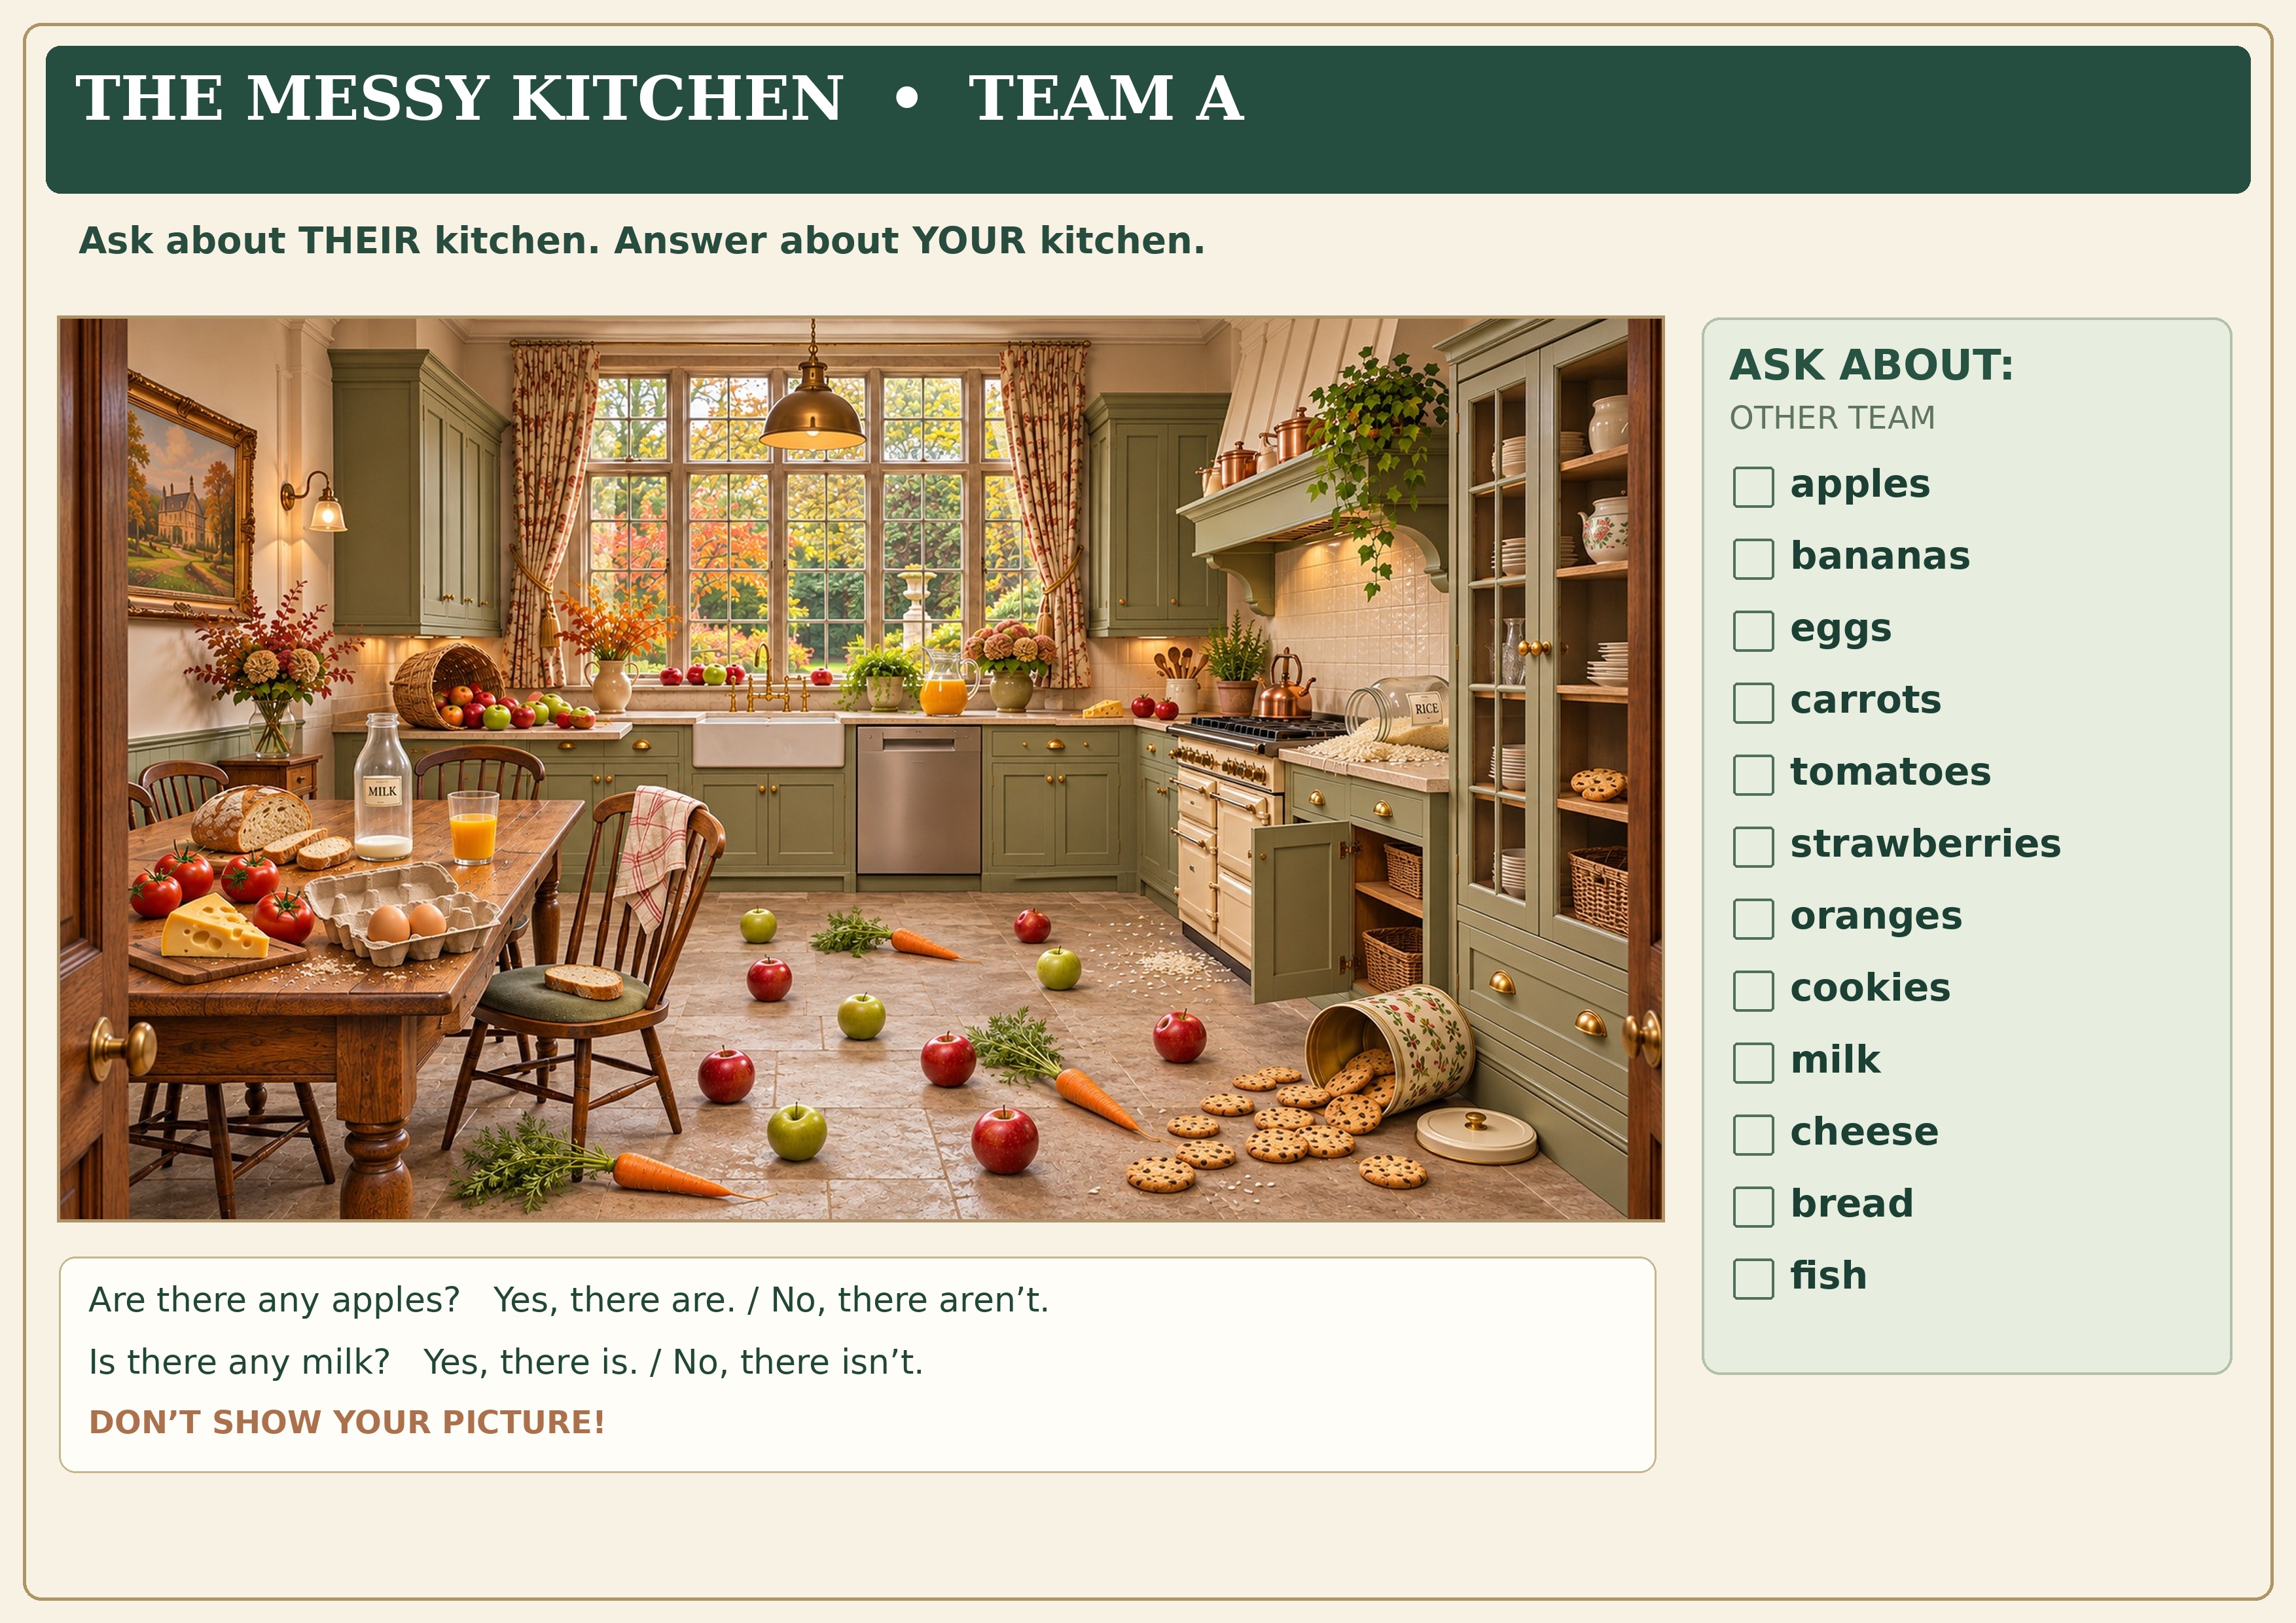 THE MESSY KITCHEN • TEAM A
Ask about THEIR kitchen. Answer about YOUR kitchen.
MILK
RICE
ASK ABOUT:
OTHER TEAM
apples
bananas
eggs
carrots
tomatoes
strawberries
oranges
cookies
milk
cheese
bread
fish
Are there any apples? Yes, there are. / No, there aren’t.
Is there any milk? Yes, there is. / No, there isn’t.
DON’T SHOW YOUR PICTURE!